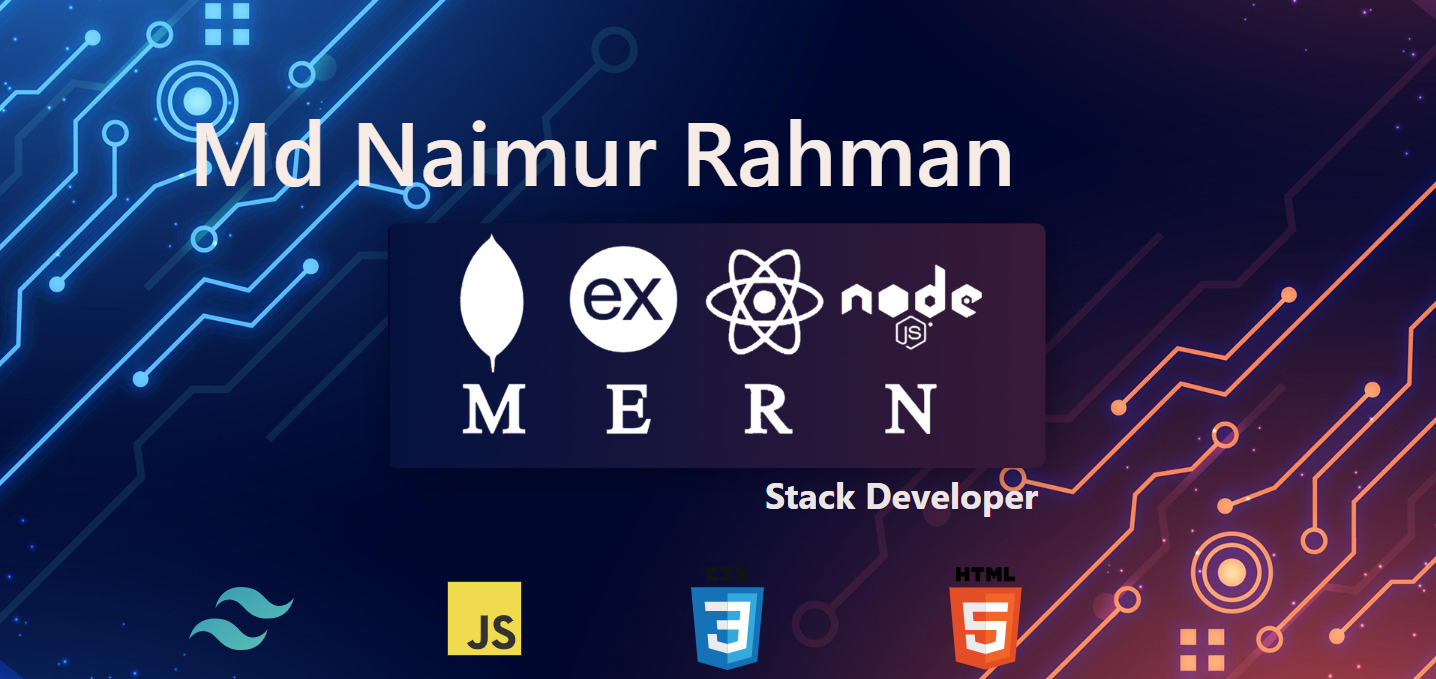 Md Naimur Rahman
ex
node
JS
M E R N
Stack Developer
JS
CSS
3
HTML
5